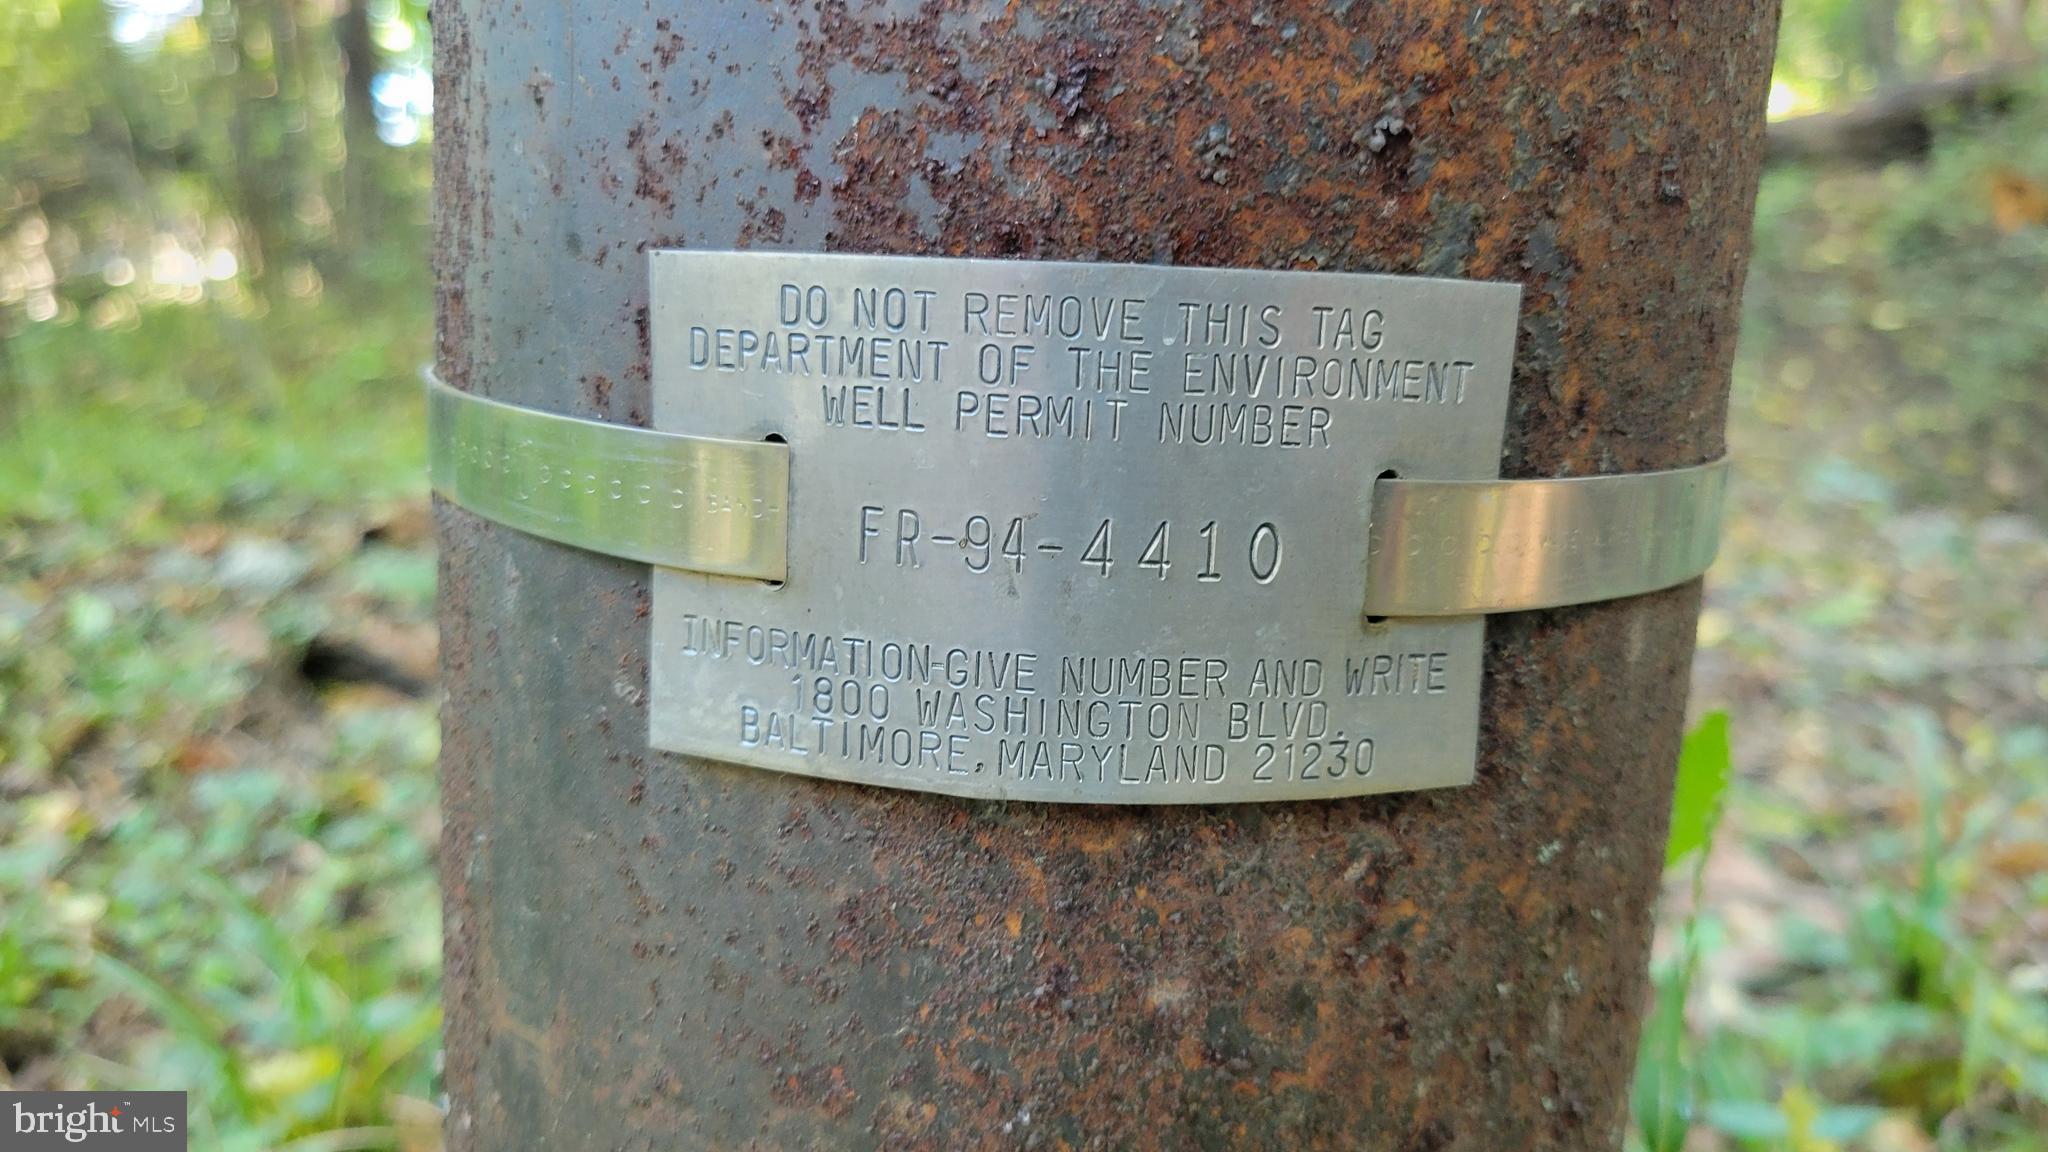 DO NOT REMOVE THIS TAG
DEPARTMENT OF THE ENVIRONMENT
WELL PERMIT NUMBER
FR-94-4410
INFORMATION-GIVE NUMBER AND WRITE
1800 WASHINGTON BLVD.
BALTIMORE, MARYLAND 21230
bright™ MLS